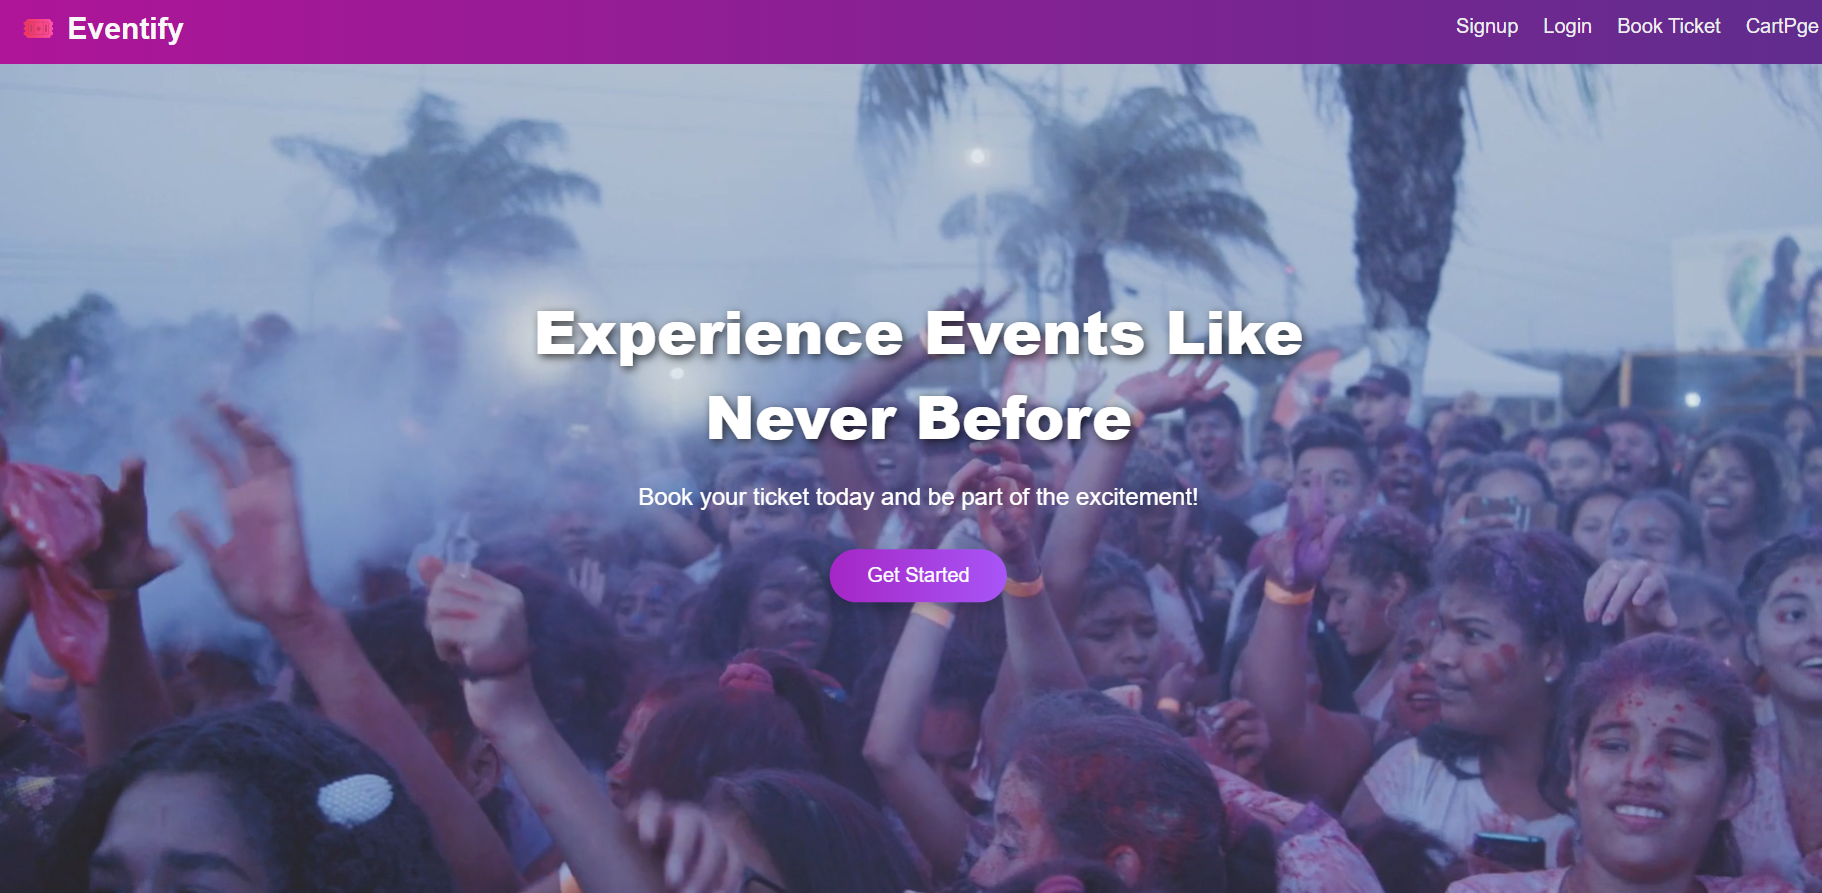 Eventify
Signup Login Book Ticket CartPge
Experience Events Like
Never Before
Book your ticket today and be part of the excitement!
Get Started